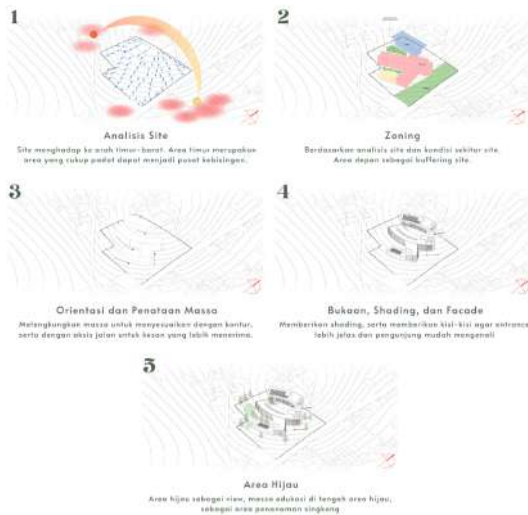 1
Analisis Site
Site menghadap ke arah timur-barat. Area timur merupakan
area yang cukup padat dapat menjadi pusat kebisingan.
2
Zoning
Berdasarkan analisis site dan kondisi sekitar site.
Area depan sebagai buffering site.
3
Orientasi dan Penataan Massa
Melengkungkan massa untuk menyesuaikan dengan kontur,
serta dengan aksis jalan untuk kesan yang lebih menerima.
4
Bukaan, Shading, dan Facade
Memberikan shading, serta memberikan kisi-kisi agar entrance
lebih jelas dan pengunjung mudah mengenali
5
Area Hijau
Area hijau sebagai view, massa edukasi di tengah area hijau,
sebagai area penanaman singkong